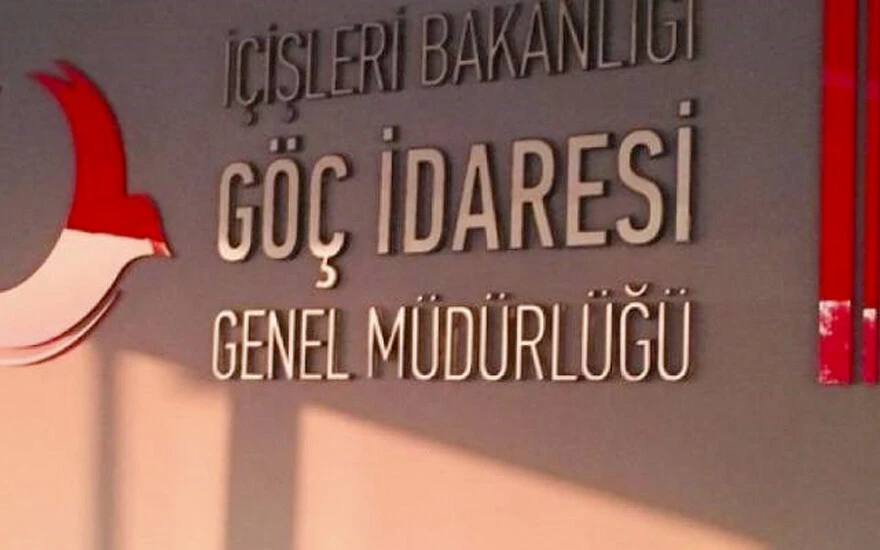 İÇİŞLERİ BAKANLIĞI
GÖÇ İDARESİ
GENEL MÜDÜRLÜĞÜ